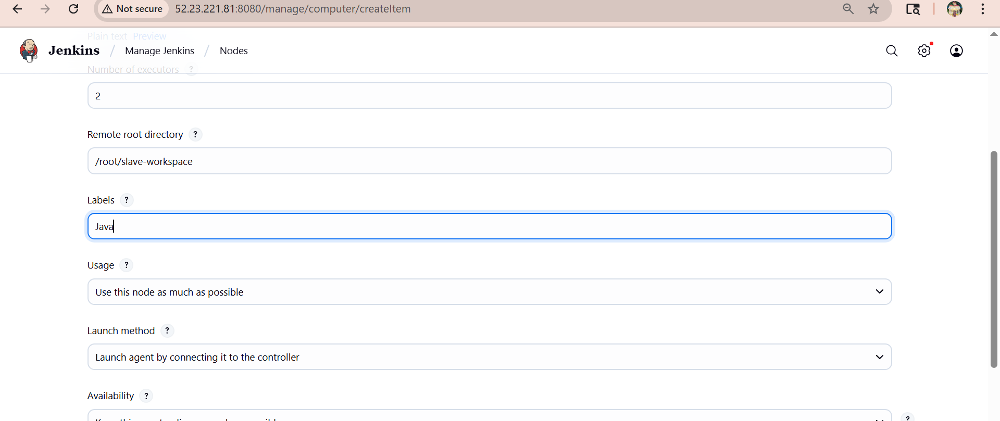 Not secure 52.23.221.81:8080/manage/computer/createItem
Plain text Preview
Jenkins / Manage Jenkins / Nodes
Number of executors ?
2
Remote root directory ?
/root/slave-workspace
Labels ?
Java
Usage ?
Use this node as much as possible
Launch method ?
Launch agent by connecting it to the controller
Availability ?
?